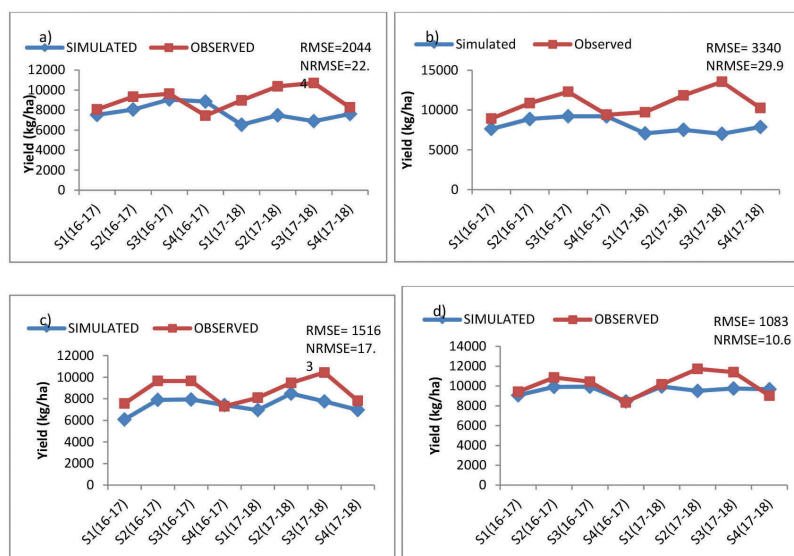 a)
SIMULATED OBSERVED
RMSE=2044
NRMSE=22.
4
Yield (kg/ha)
12000
10000
8000
6000
4000
2000
0
S1(16-17)
S2(16-17)
S3(16-17)
S4(16-17)
S1(17-18)
S2(17-18)
S3(17-18)
S4(17-18)
b)
Simulated Observed
RMSE= 3340
NRMSE=29.9
Yield (kg/ha)
15000
10000
5000
0
S1(16-17)
S2(16-17)
S3(16-17)
S4(16-17)
S1(17-18)
S2(17-18)
S3(17-18)
S4(17-18)
c)
SIMULATED OBSERVED
RMSE= 1516
NRMSE=17.
3
Yield (kg/ha)
12000
10000
8000
6000
4000
2000
0
S1(16-17)
S2(16-17)
S3(16-17)
S4(16-17)
S1(17-18)
S2(17-18)
S3(17-18)
S4(17-18)
d)
SIMULATED OBSERVED
RMSE= 1083
NRMSE=10.6
Yield (kg/ha)
14000
12000
10000
8000
6000
4000
2000
0
S1(16-17)
S2(16-17)
S3(16-17)
S4(16-17)
S1(17-18)
S2(17-18)
S3(17-18)
S4(17-18)